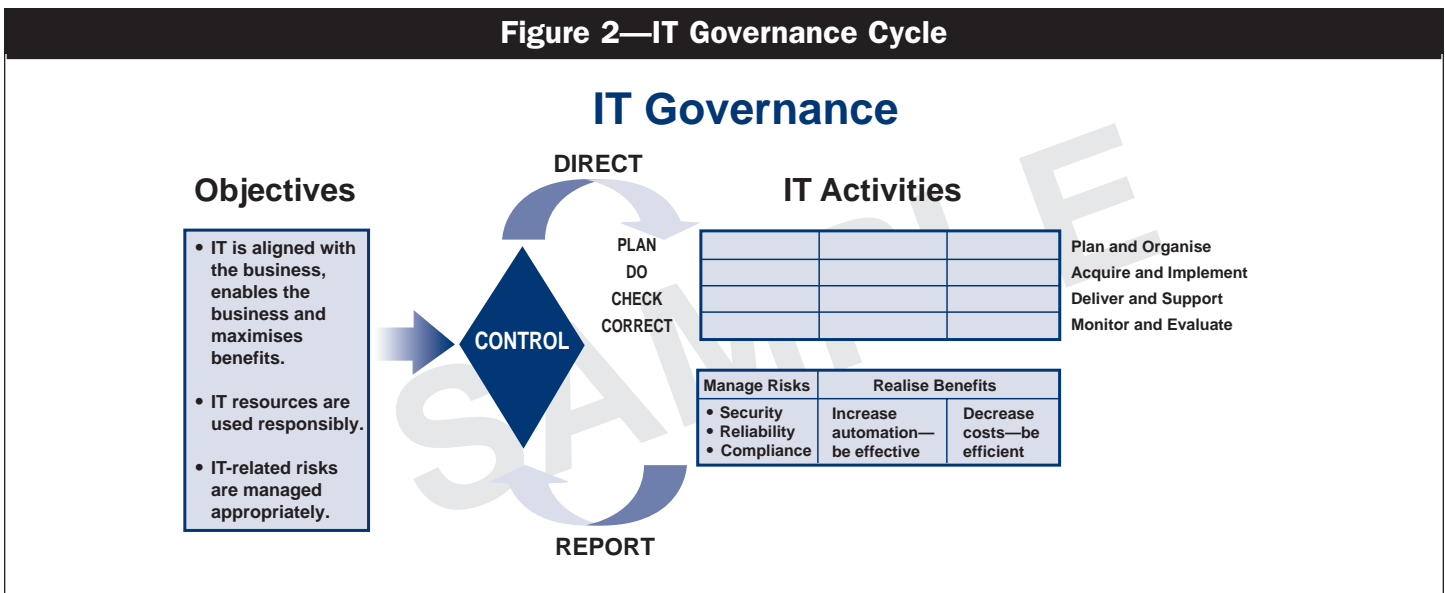 Figure 2—IT Governance Cycle
IT Governance
DIRECT
Objectives
IT Activities
• IT is aligned with
the business,
enables the
business and
maximises
benefits.
• IT resources are
used responsibly.
• IT-related risks
are managed
appropriately.
CONTROL
PLAN
DO
CHECK
CORRECT
Plan and Organise
Acquire and Implement
Deliver and Support
Monitor and Evaluate
Manage Risks
Realise Benefits
• Security
• Reliability
• Compliance
Increase
automation—
be effective
Decrease
costs—be
efficient
REPORT
SAMPLE